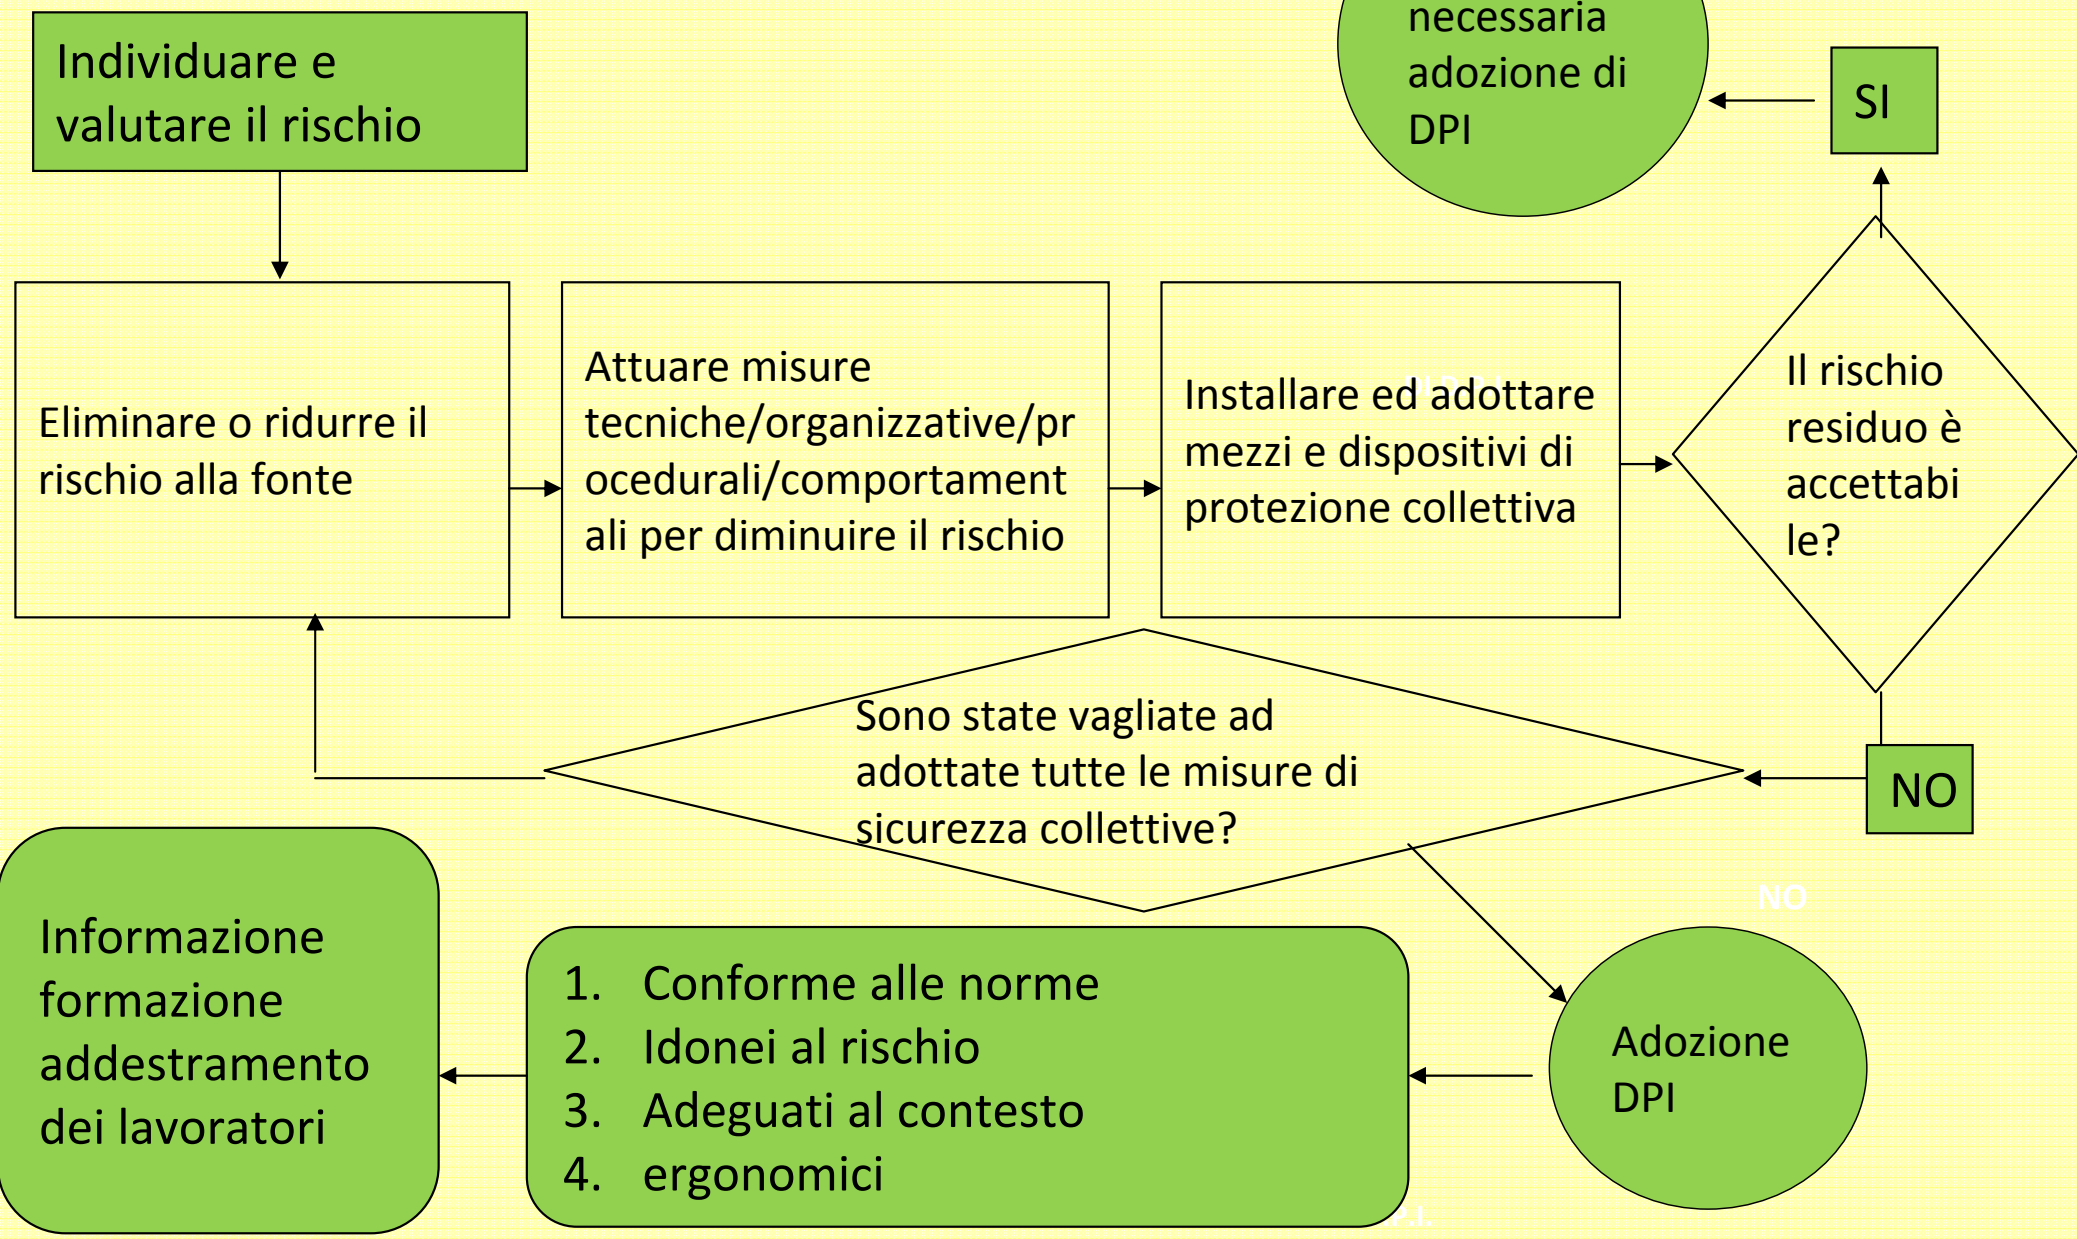 Individuare e
valutare il rischio
necessaria
adozione di
DPI
SI
Eliminare o ridurre il
rischio alla fonte
Attuare misure
tecniche/organizzative/pr
ocedurali/comportament
ali per diminuire il rischio
Installare ed adottare
mezzi e dispositivi di
protezione collettiva
Il rischio
residuo è
accettabi
le?
Sono state vagliate ad
adottate tutte le misure di
sicurezza collettive?
NO
NO
Informazione
formazione
addestramento
dei lavoratori
1. Conforme alle norme
2. Idonei al rischio
3. Adeguati al contesto
4. ergonomici
Adozione
DPI
P.I.